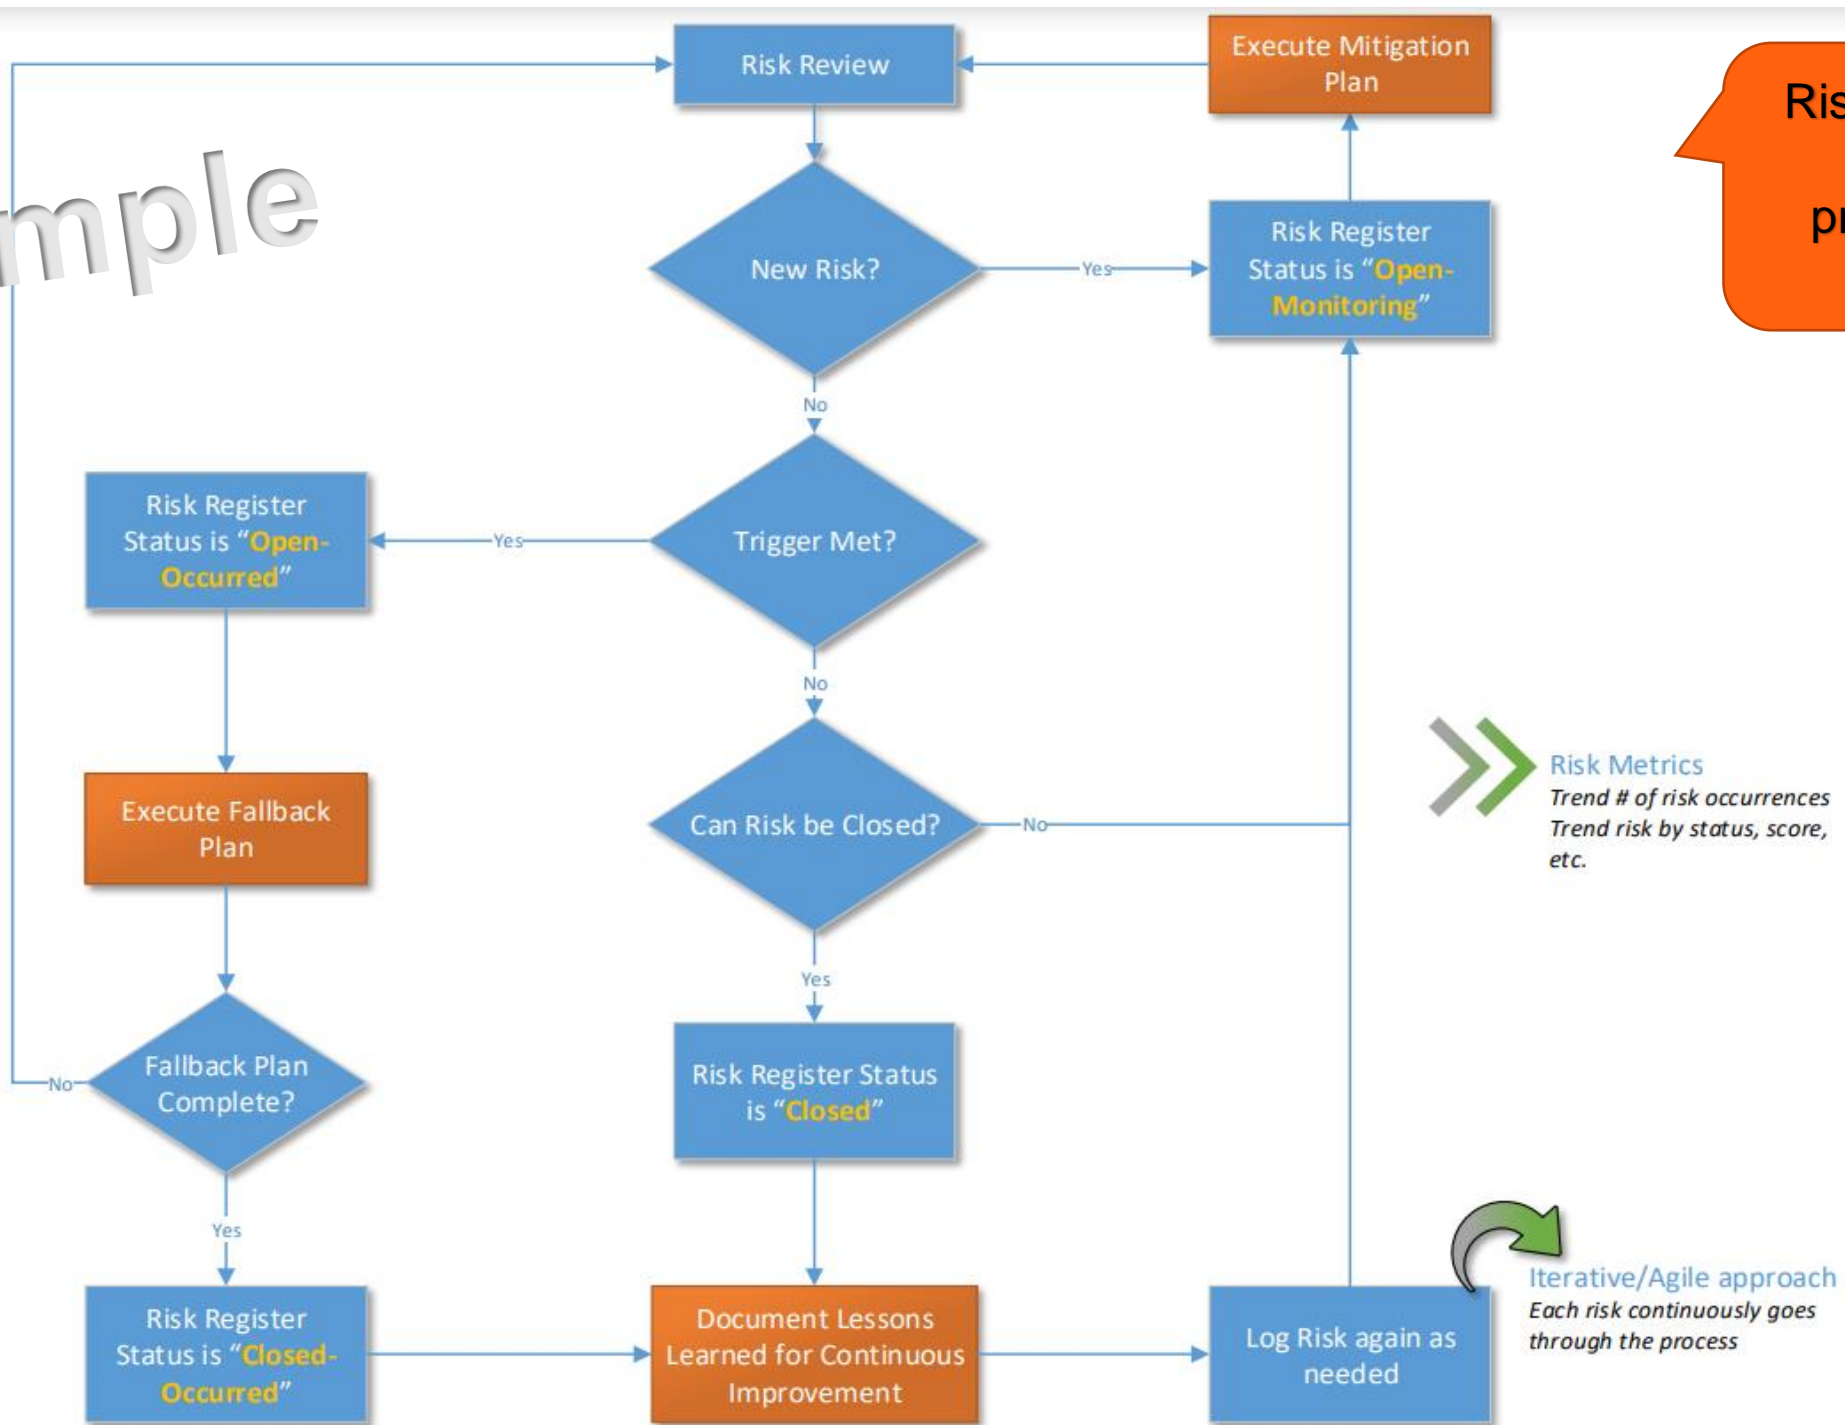 Risk Review
Execute Mitigation
Plan
mple
New Risk?
Yes
Risk Register
Status is “Open-
Monitoring”
No
Risk Register
Status is “Open-
Occurred”
Yes
Trigger Met?
No
Execute Fallback
Plan
Can Risk be Closed?
No
Risk Metrics
Trend # of risk occurrences
Trend risk by status, score,
etc.
Yes
Fallback Plan
Complete?
No
Risk Register Status
is “Closed”
Yes
Risk Register
Status is “Closed-
Occurred”
Document Lessons
Learned for Continuous
Improvement
Log Risk again as
needed
Iterative/Agile approach
Each risk continuously goes
through the process
Ris
pr